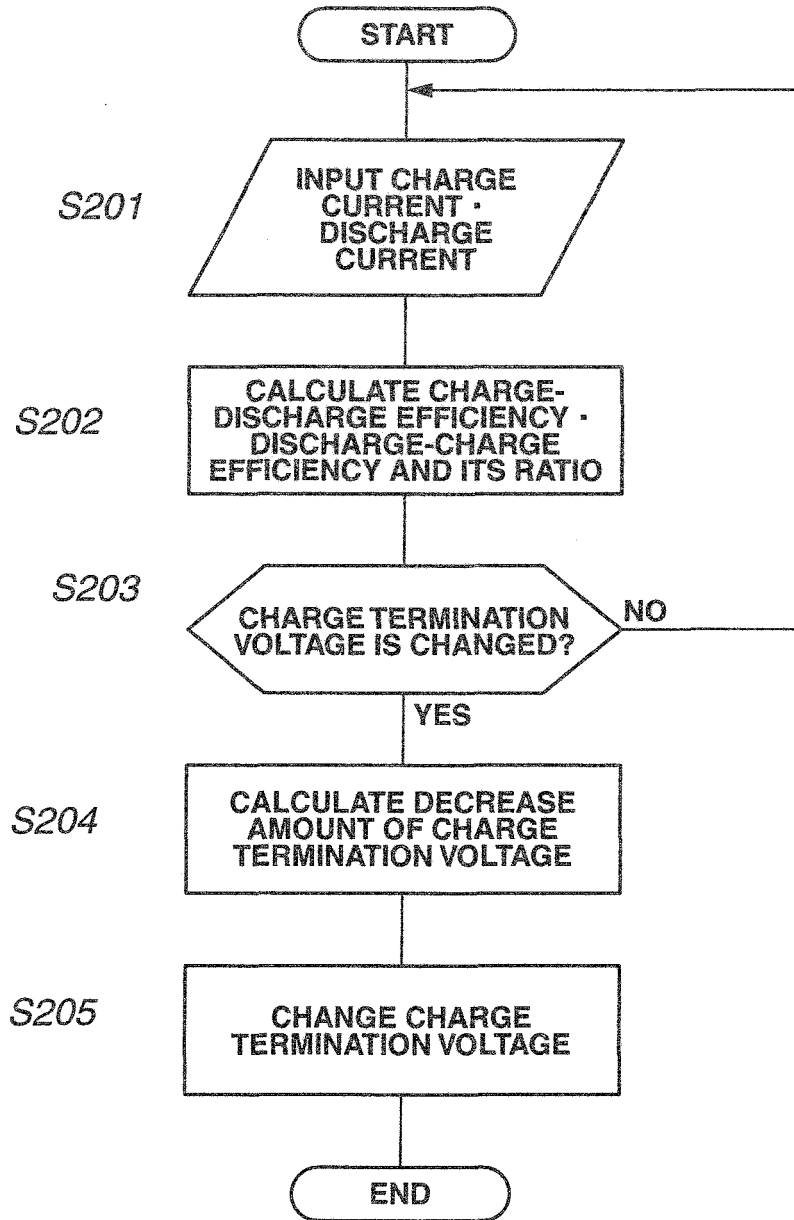 START
S201
INPUT CHARGE
CURRENT ·
DISCHARGE
CURRENT
S202
CALCULATE CHARGE-
DISCHARGE EFFICIENCY ·
DISCHARGE-CHARGE
EFFICIENCY AND ITS RATIO
S203
CHARGE TERMINATION
VOLTAGE IS CHANGED?
NO
YES
S204
CALCULATE DECREASE
AMOUNT OF CHARGE
TERMINATION VOLTAGE
S205
CHANGE CHARGE
TERMINATION VOLTAGE
END